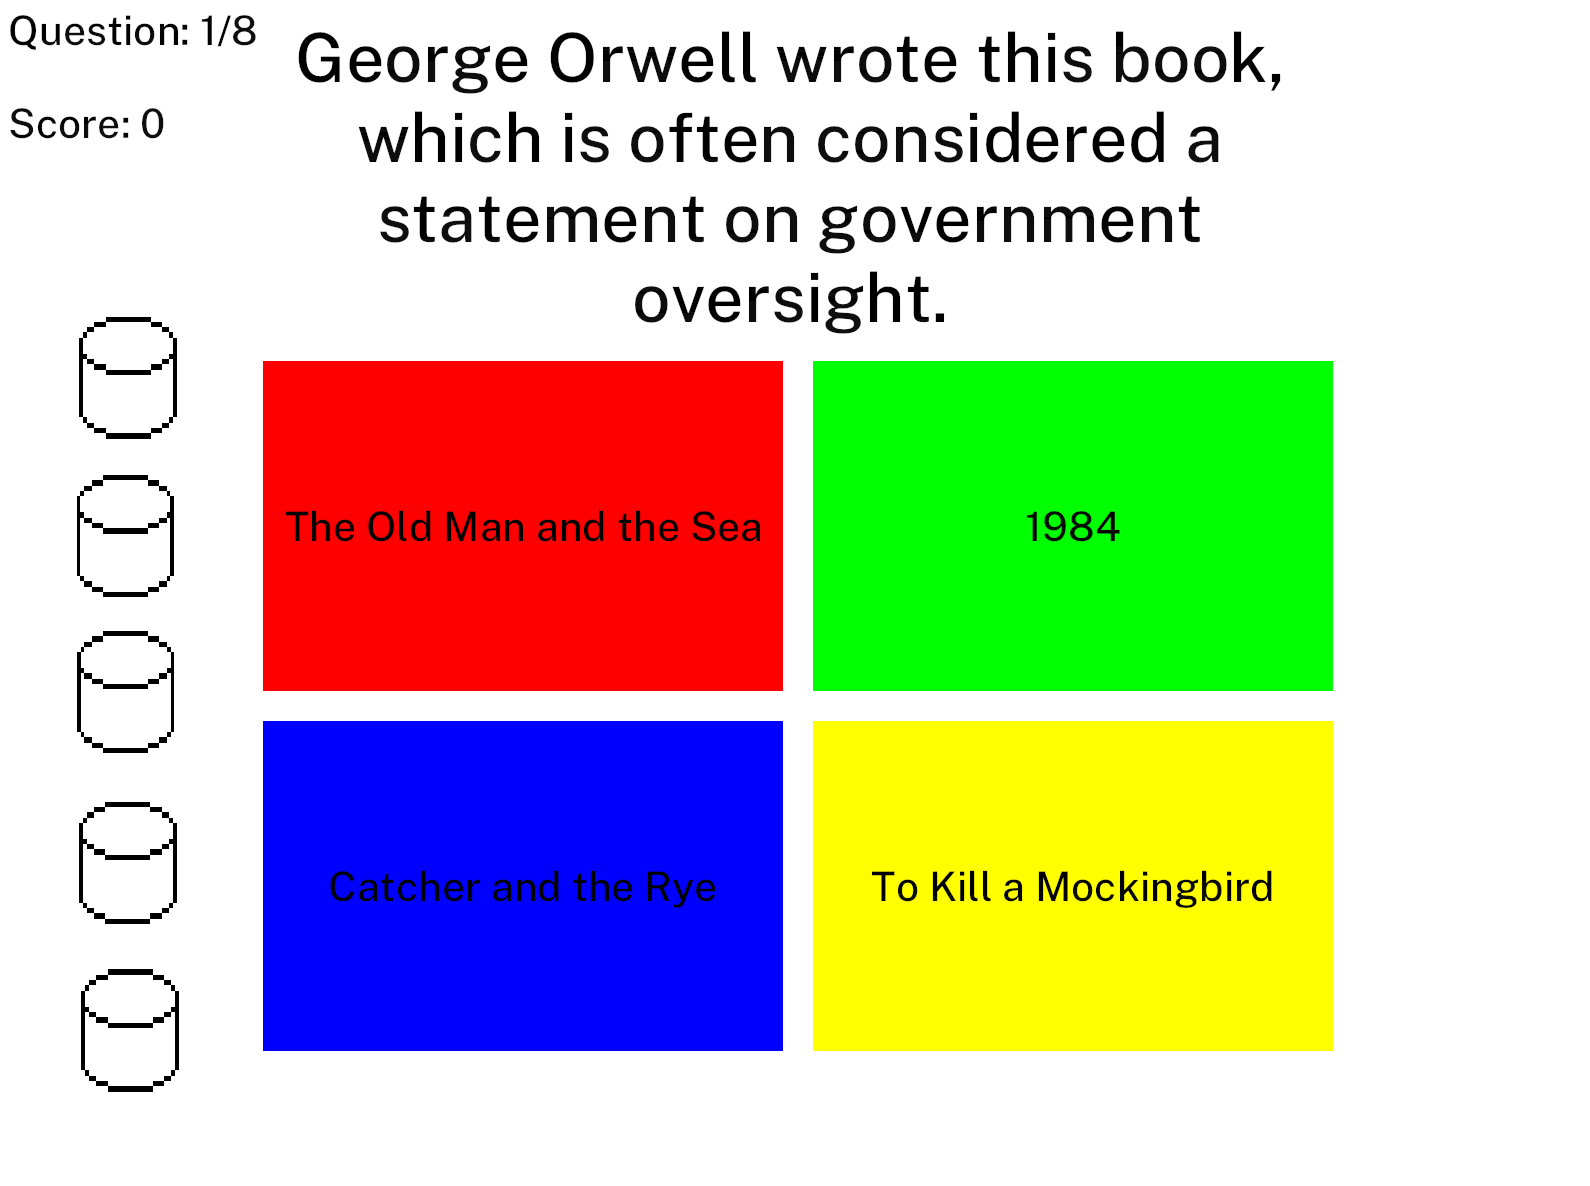 Question: 1/8
Score: 0
George Orwell wrote this book,
which is often considered a
statement on government
oversight.
The Old Man and the Sea
1984
Catcher and the Rye
To Kill a Mockingbird